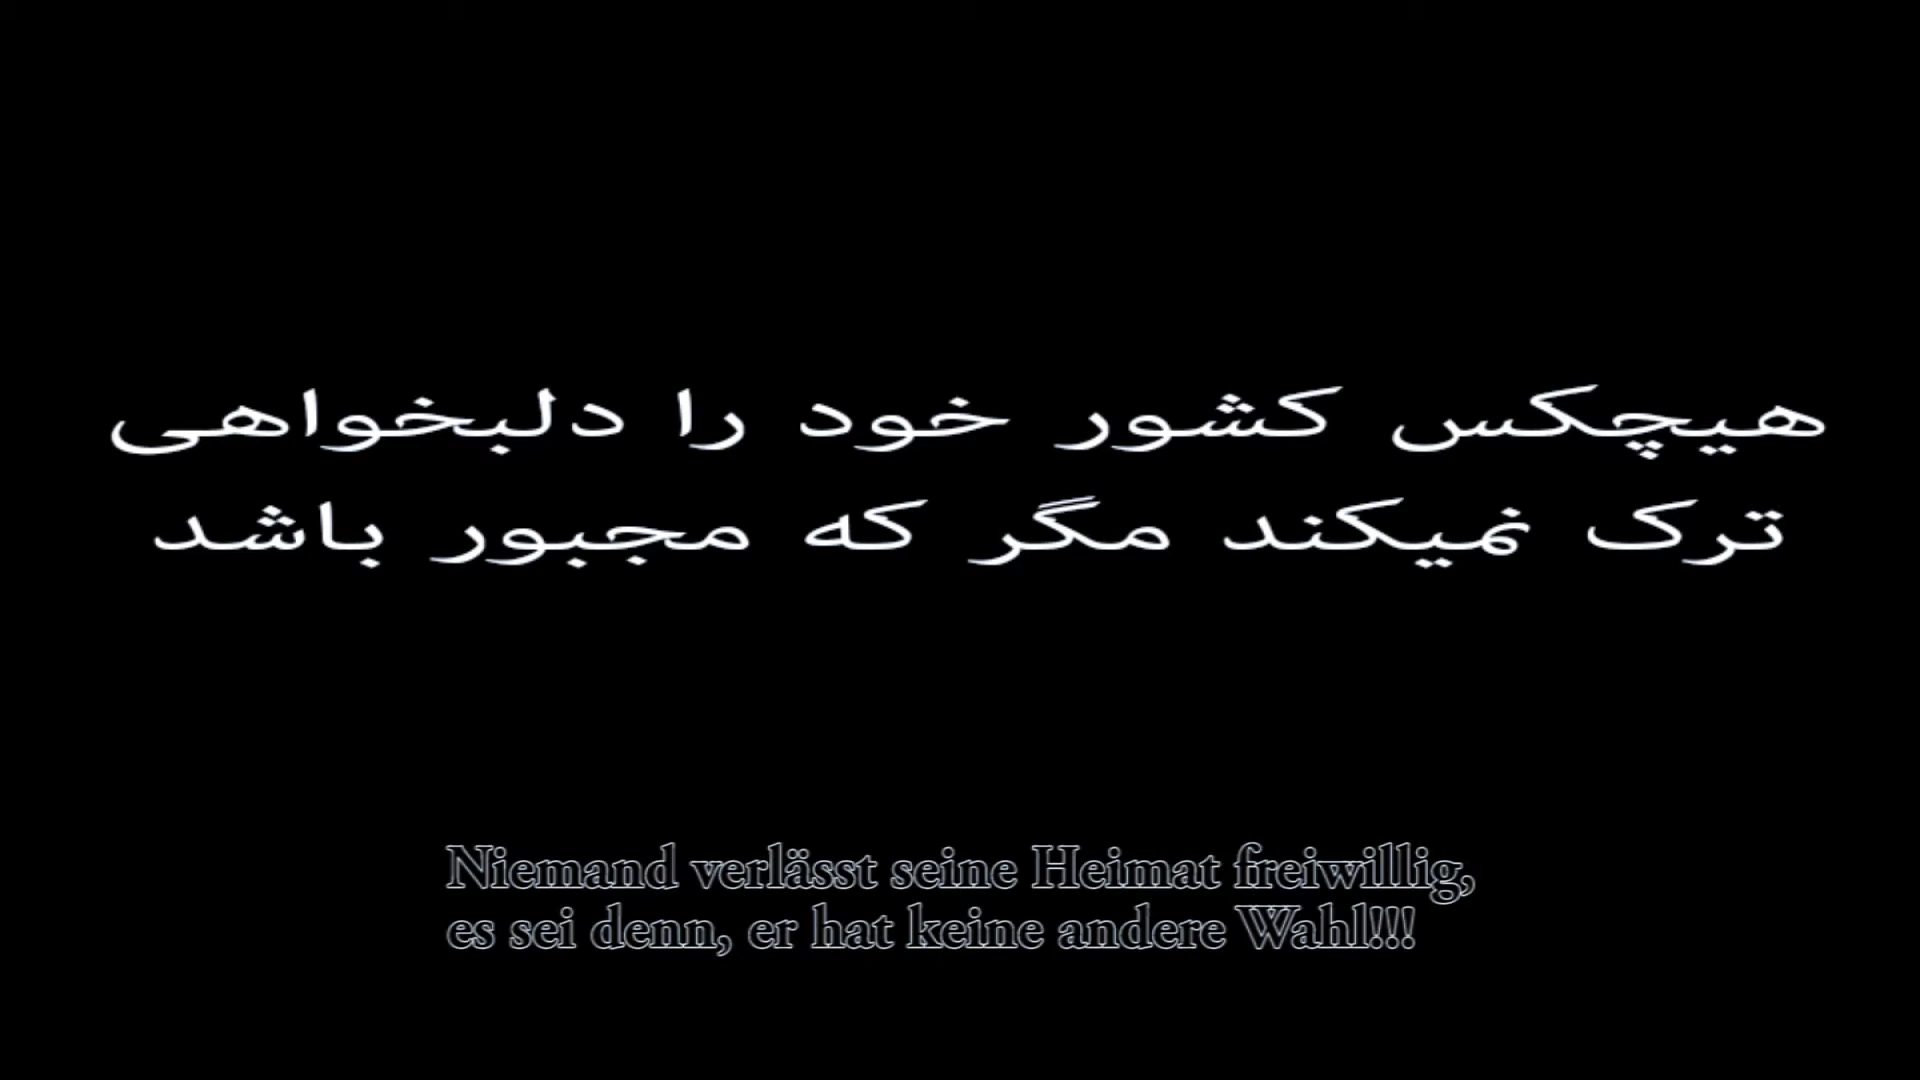 هیچکس کشور خود را دلبخواهی
ترک نمیکند مگر که مجبور باشد
Niemand verlässt seine Heimat freiwillig,
es sei denn, er hat keine andere Wahl!!!